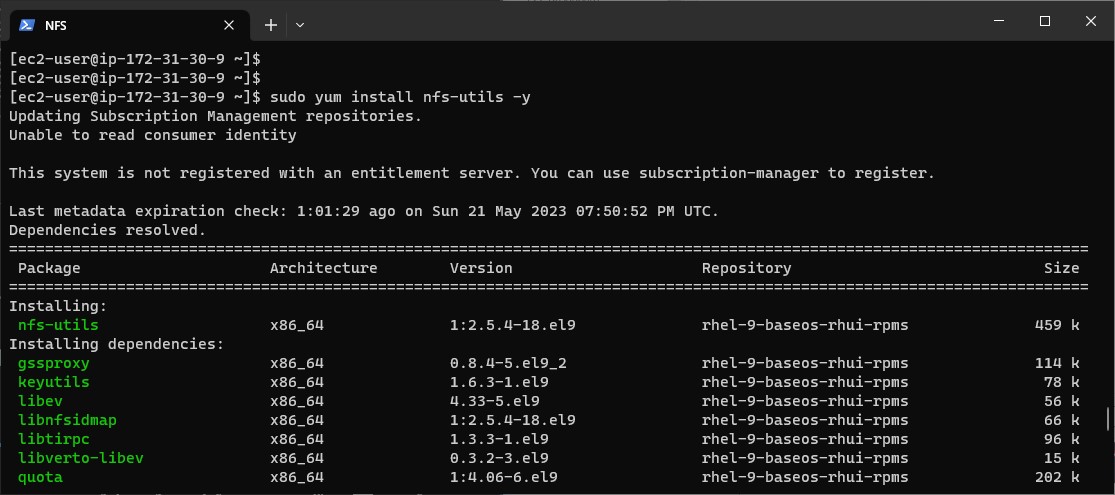 NFS
[ec2-user@ip-172-31-30-9 ~]$
[ec2-user@ip-172-31-30-9 ~]$
[ec2-user@ip-172-31-30-9 ~]$ sudo yum install nfs-utils -y
Updating Subscription Management repositories.
Unable to read consumer identity
This system is not registered with an entitlement server. You can use subscription-manager to register.
Last metadata expiration check: 1:01:29 ago on Sun 21 May 2023 07:50:52 PM UTC.
Dependencies resolved.
========================================================================================================================
Package Architecture Version Repository Size
========================================================================================================================
Installing:
nfs-utils x86_64 1:2.5.4-18.el9 rhel-9-baseos-rhui-rpms 459 k
Installing dependencies:
gssproxy x86_64 0.8.4-5.el9_2 rhel-9-baseos-rhui-rpms 114 k
keyutils x86_64 1.6.3-1.el9 rhel-9-baseos-rhui-rpms 78 k
libev x86_64 4.33-5.el9 rhel-9-baseos-rhui-rpms 56 k
libnfsidmap x86_64 1:2.5.4-18.el9 rhel-9-baseos-rhui-rpms 66 k
libtirpc x86_64 1.3.3-1.el9 rhel-9-baseos-rhui-rpms 96 k
libverto-libev x86_64 0.3.2-3.el9 rhel-9-baseos-rhui-rpms 15 k
quota x86_64 1:4.06-6.el9 rhel-9-baseos-rhui-rpms 202 k